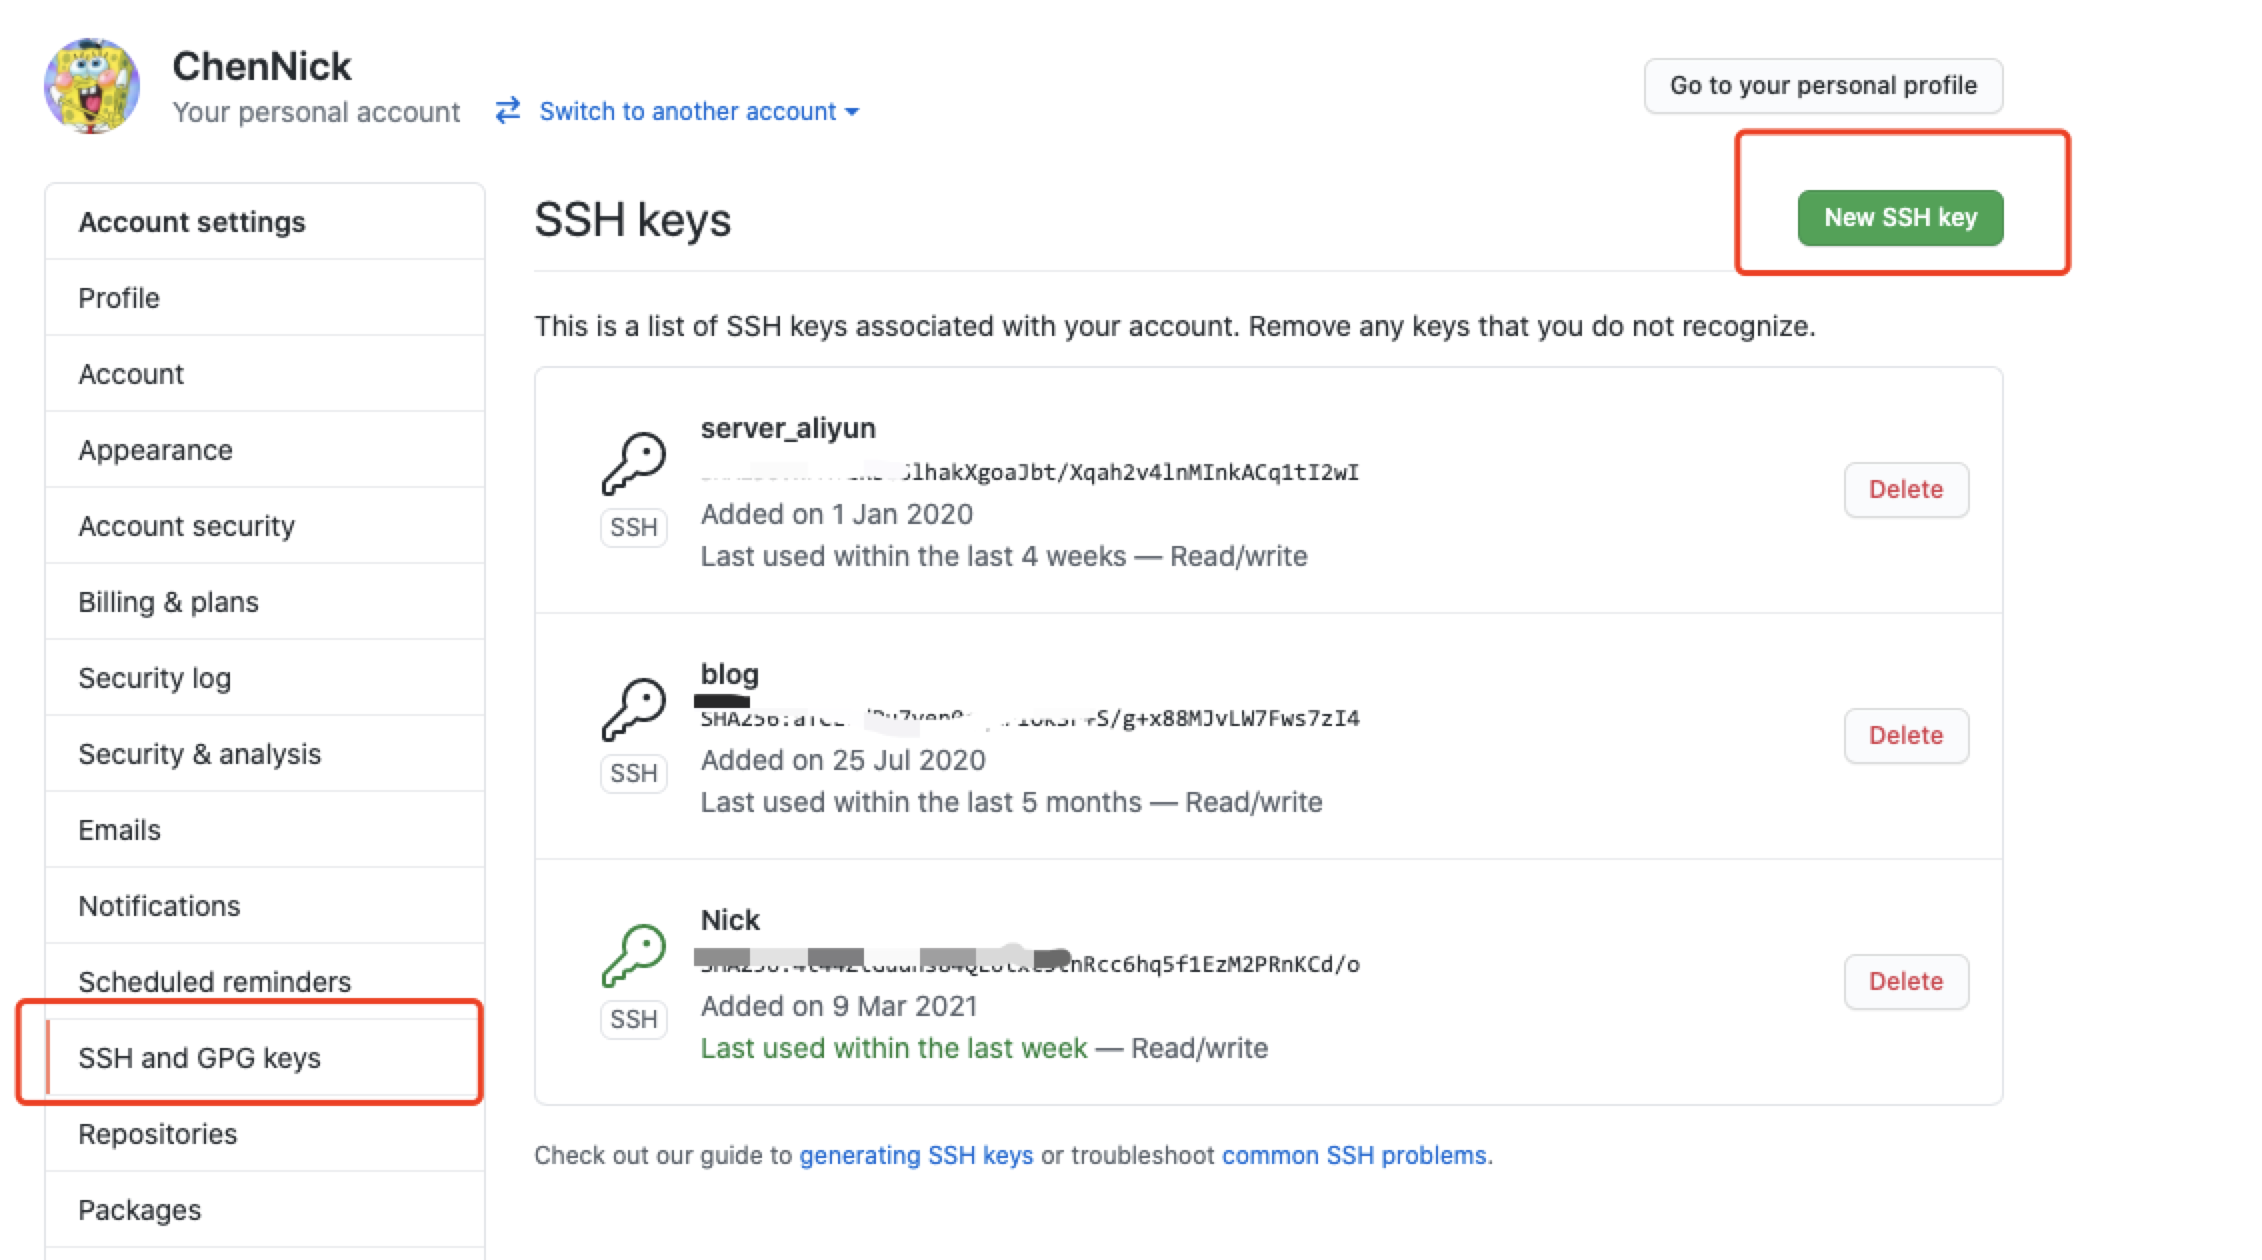 ChenNick
Your personal account
Switch to another account
Go to your personal profile
Account settings
Profile
Account
Appearance
Account security
Billing & plans
Security log
Security & analysis
Emails
Notifications
Scheduled reminders
SSH and GPG keys
Repositories
Packages
SSH keys
New SSH key
This is a list of SSH keys associated with your account. Remove any keys that you do not recognize.
server_aliyun
lhakXgoaJbt/Xqah2v4lnMInkACq1tI2wI
SSH
Added on 1 Jan 2020
Last used within the last 4 weeks — Read/write
Delete
blog
S/g+x88MJvLW7Fws7zI4
SSH
Added on 25 Jul 2020
Last used within the last 5 months — Read/write
Delete
Nick
nRcc6hq5f1EzM2PRnKCd/o
SSH
Added on 9 Mar 2021
Last used within the last week — Read/write
Delete
Check out our guide to generating SSH keys or troubleshoot common SSH problems.